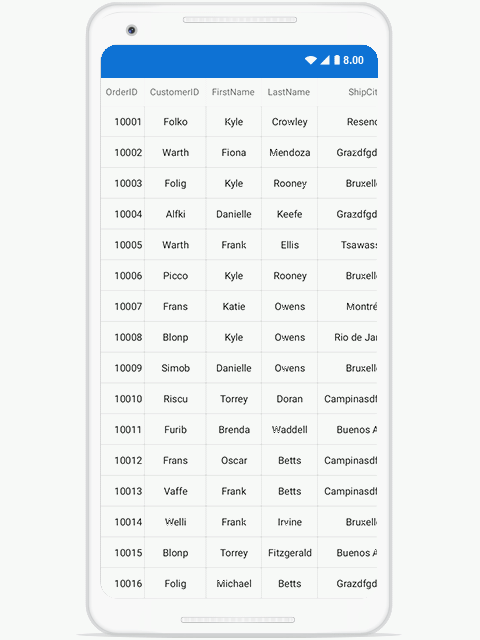 8.00
OrderID CustomerID FirstName LastName ShipCit
10001 Folko Kyle Crowley Resend
10002 Warth Fiona Mendoza Grazdfgd
10003 Folig Kyle Rooney Bruxell
10004 Alfki Danielle Keefe Grazdfgd
10005 Warth Frank Ellis Tsawass
10006 Picco Kyle Rooney Bruxell
10007 Frans Katie Owens Montré
10008 Blonp Kyle Owens Rio de Jan
10009 Simob Danielle Owens Bruxell
10010 Riscu Torrey Doran Campinasdf
10011 Furib Brenda Waddell Buenos A
10012 Frans Oscar Betts Campinasdf
10013 Vaffe Frank Betts Campinasdf
10014 Welli Frank Irvine Bruxell
10015 Blonp Torrey Fitzgerald Buenos A
10016 Folig Michael Betts Grazdfgd